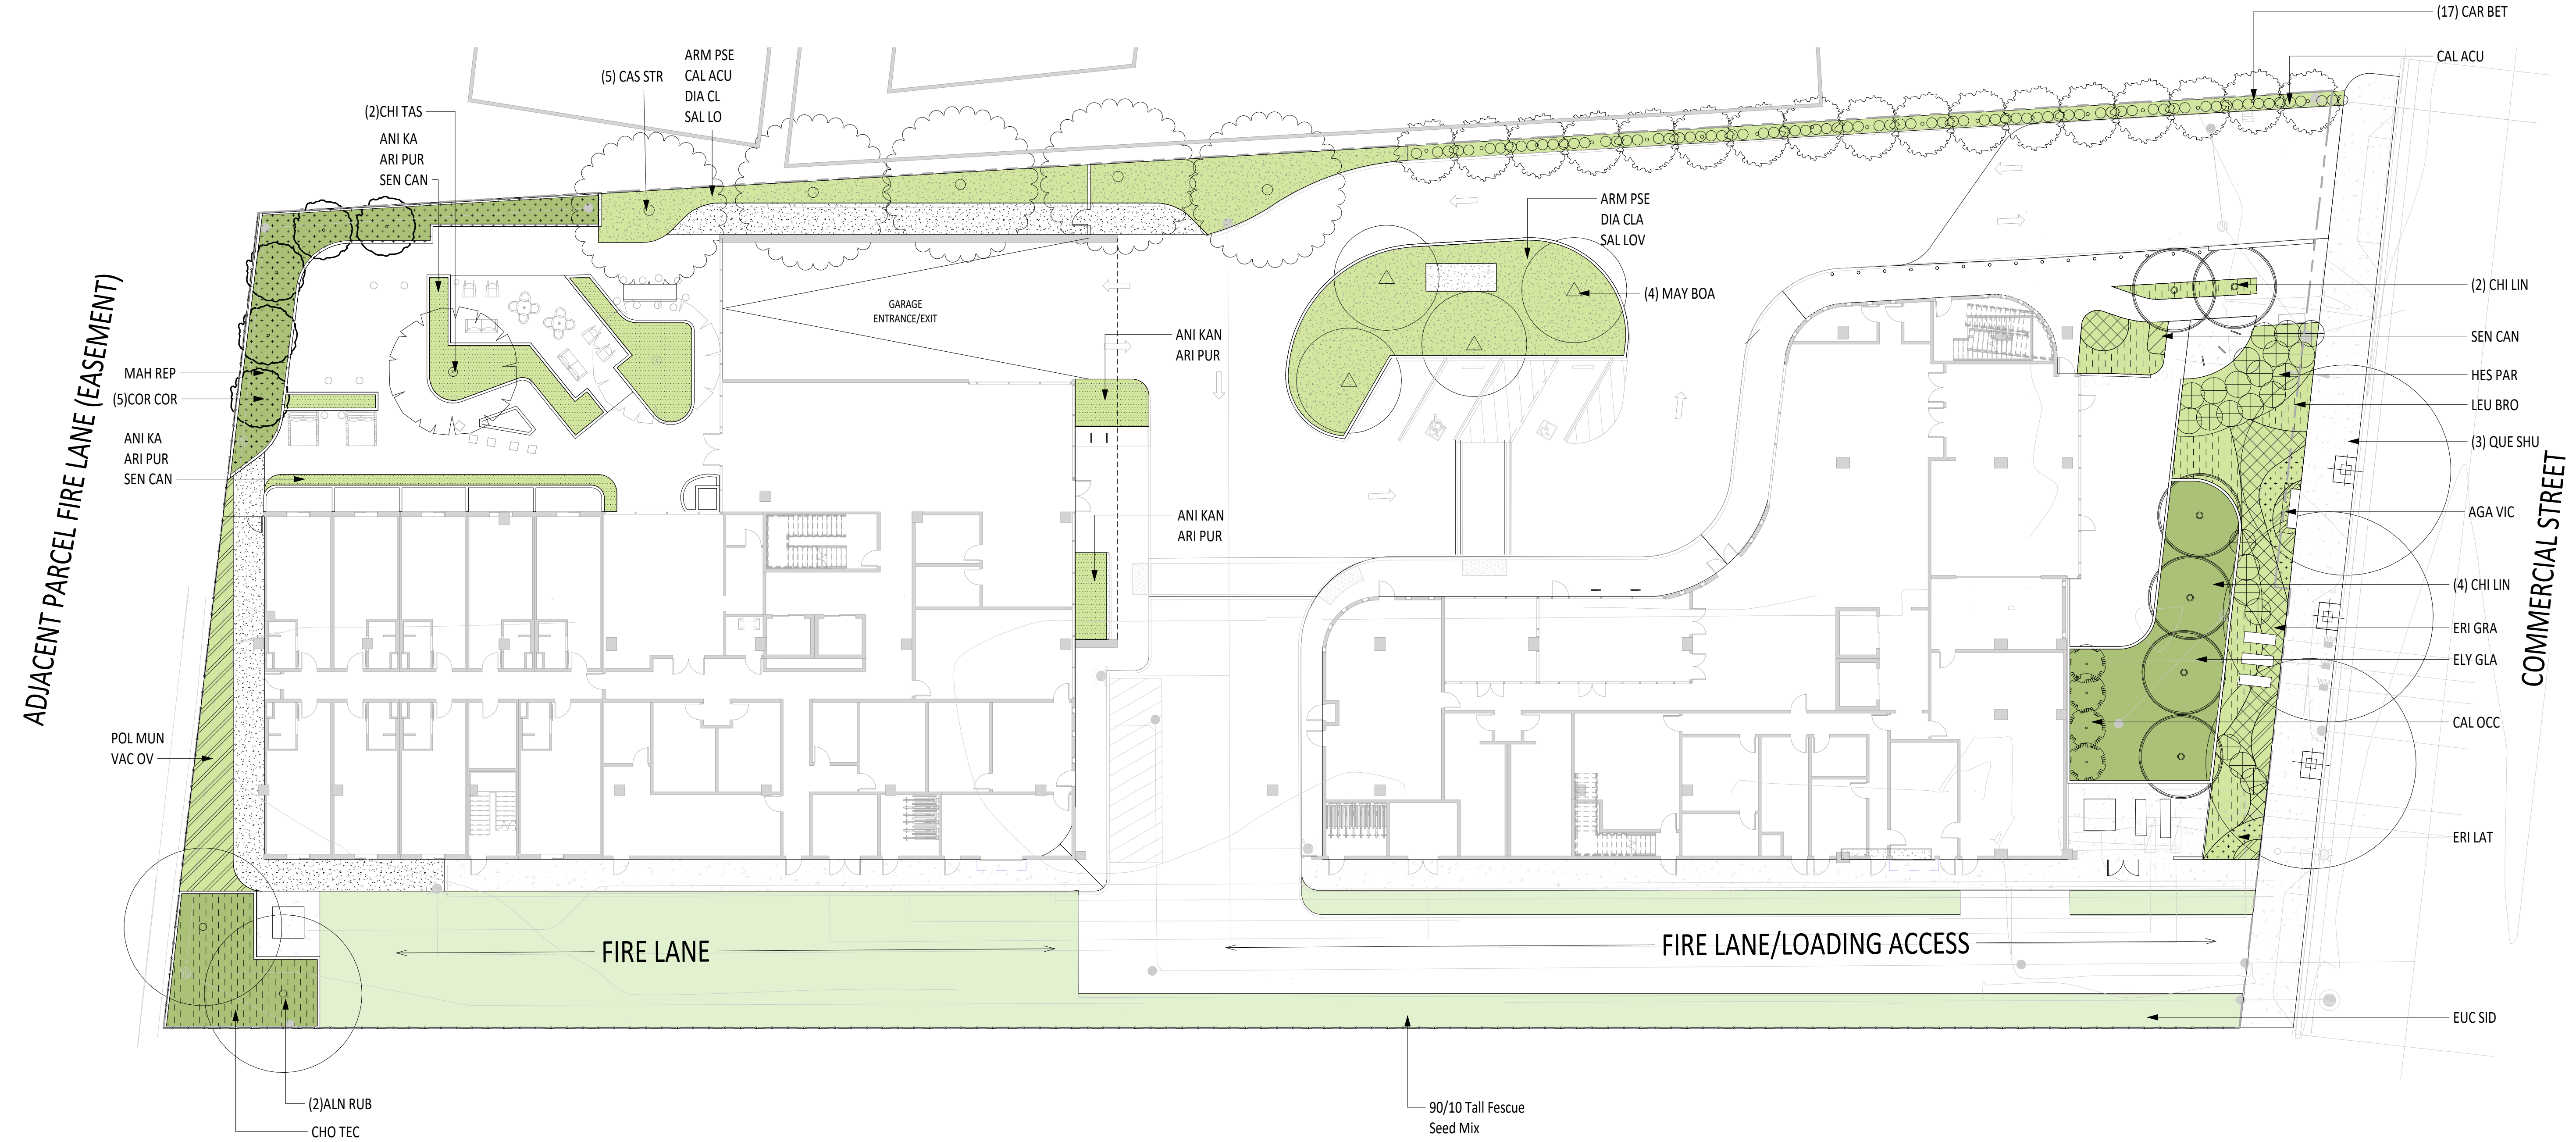 (17) CAR BET
CAL ACU
(5) CAS STR
ARM PSE
CAL ACU
DIA CL
SAL LO
(2)CHI TAS
ANI KA
ARI PUR
SEN CAN
ARM PSE
DIA CLA
SAL LOV
(4) MAY BOA
GARAGE
ENTRANCE/EXIT
ANI KAN
ARI PUR
ANI KAN
ARI PUR
ADJACENT PARCEL FIRE LANE (EASEMENT)
MAH REP
(5)COR COR
ANI KA
ARI PUR
SEN CAN
POL MUN
VAC OV
(2) CHI LIN
SEN CAN
HES PAR
LEU BRO
(3) QUE SHU
AGA VIC
(4) CHI LIN
ERI GRA
ELY GLA
CAL OCC
ERI LAT
EUC SID
COMMERCIAL STREET
FIRE LANE
FIRE LANE/LOADING ACCESS
(2)ALN RUB
CHO TEC
90/10 Tall Fescue
Seed Mix